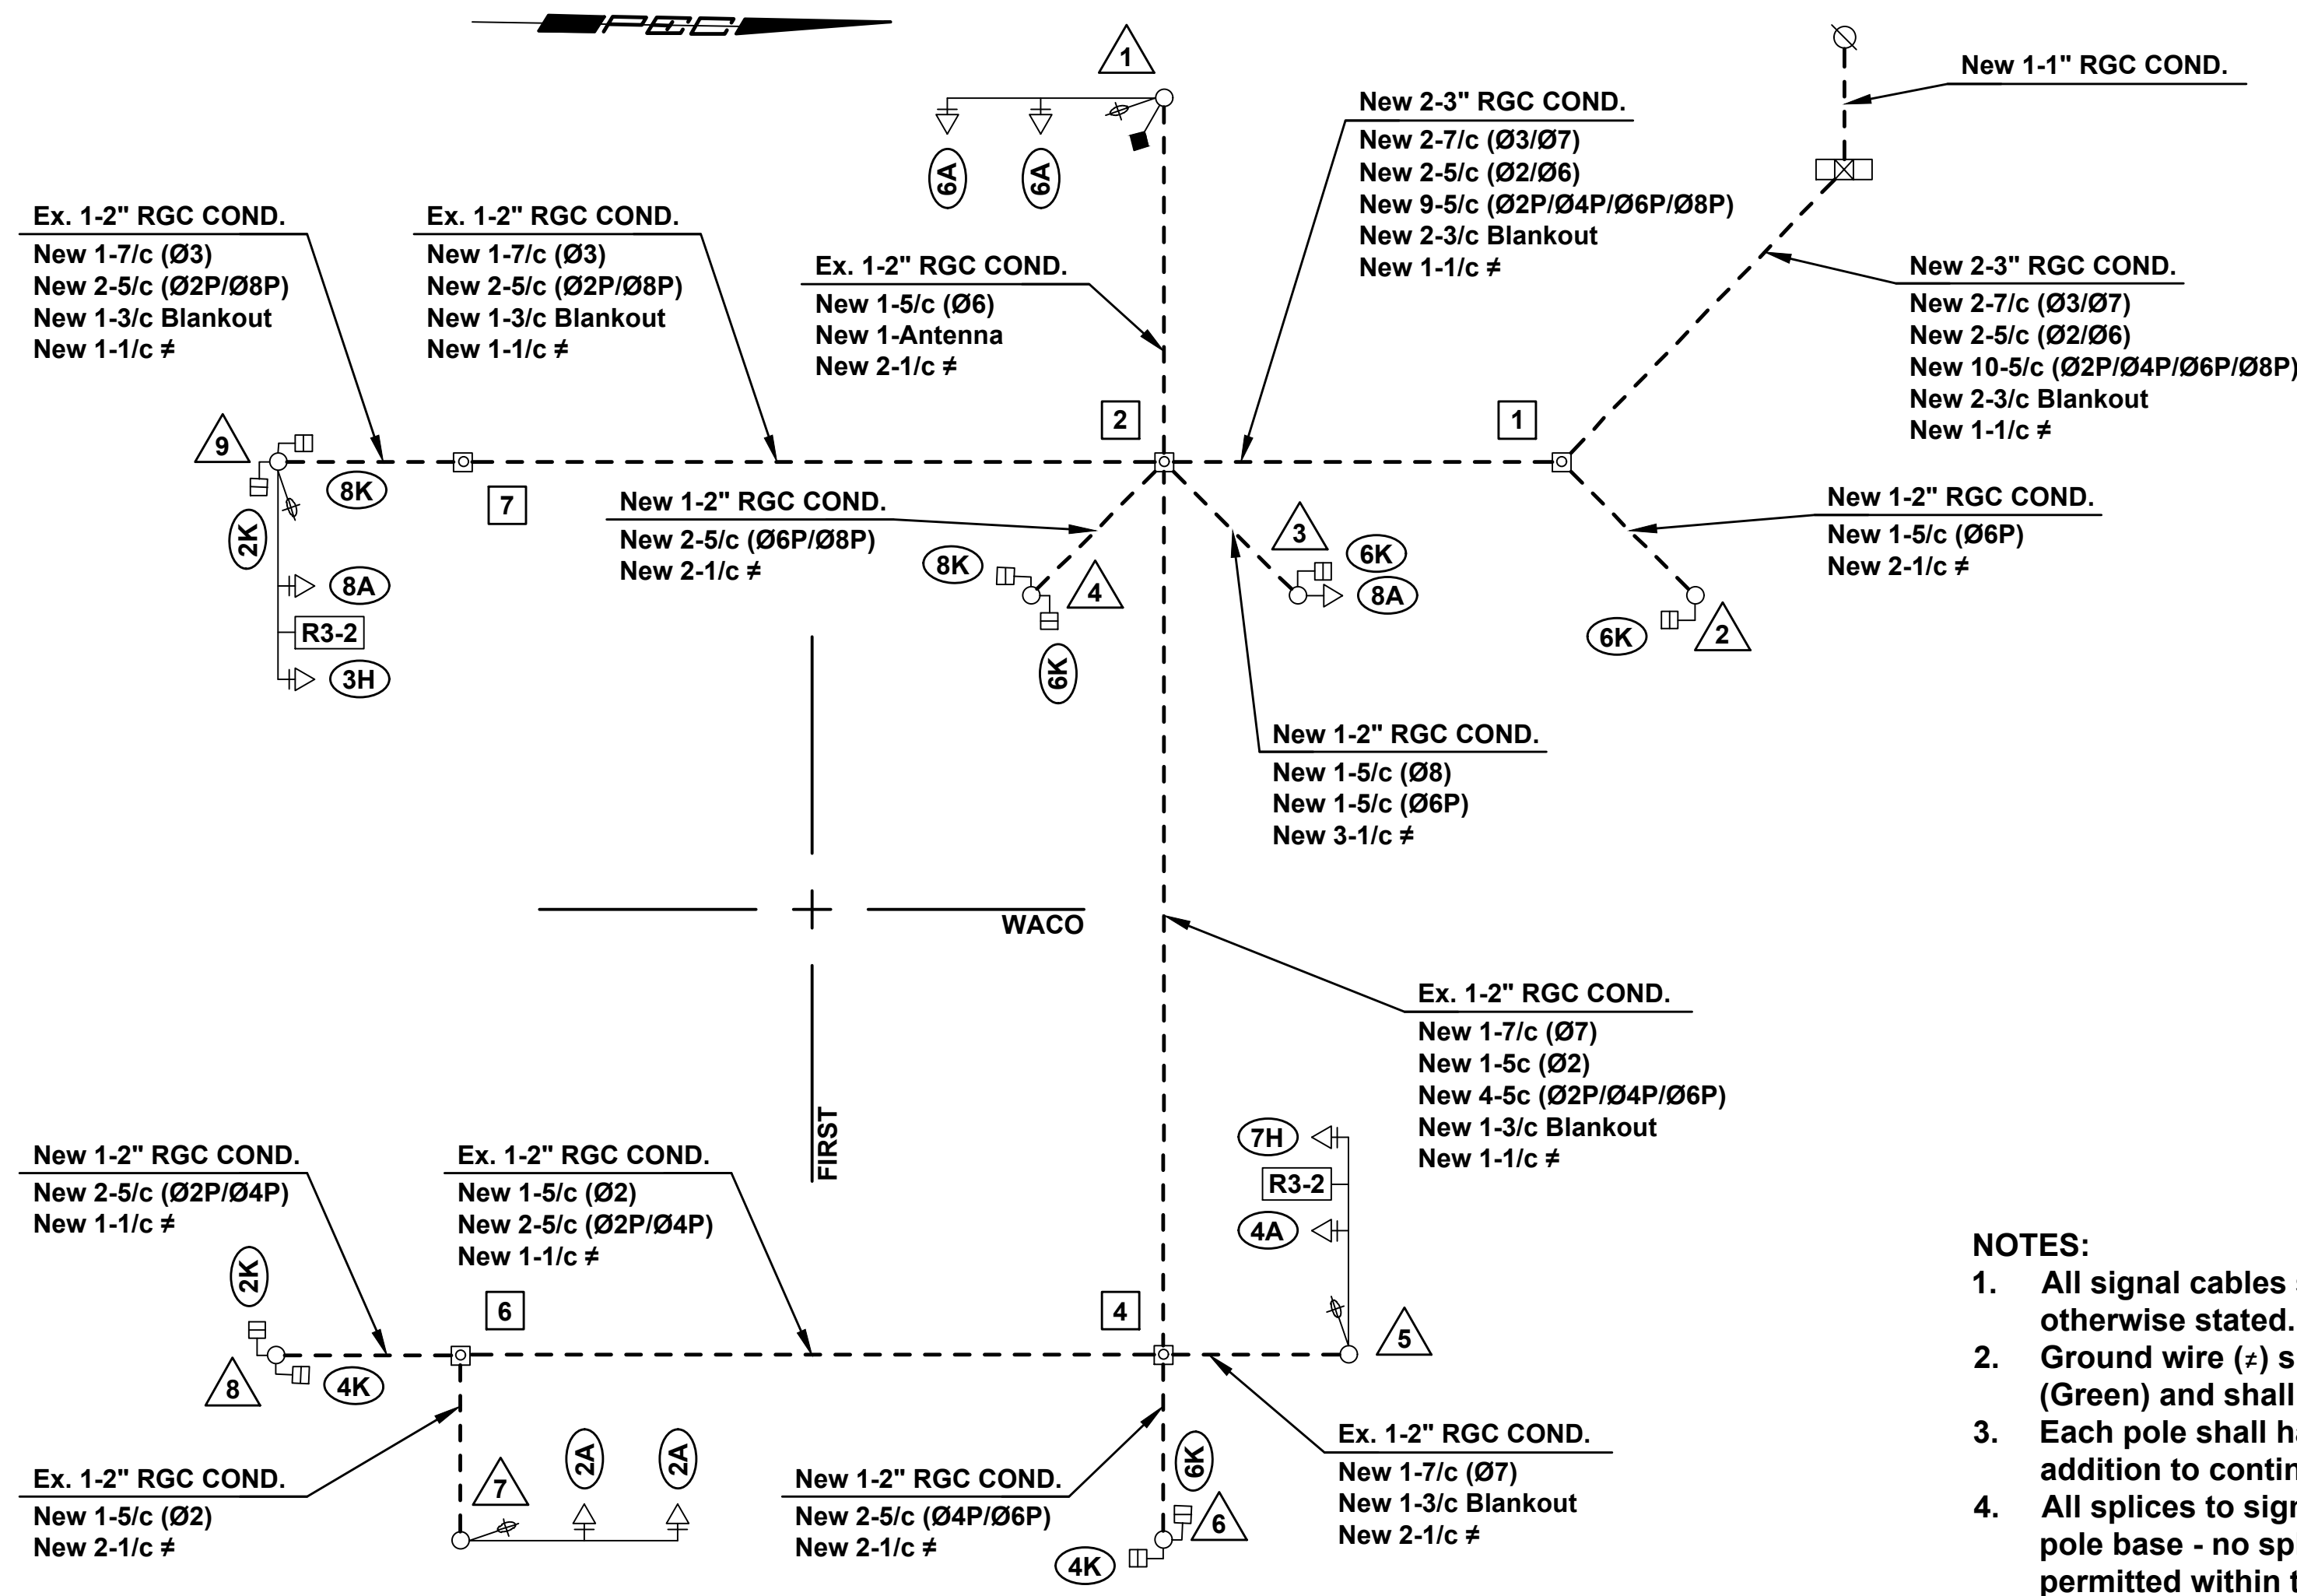 PEC
1
New 1-1" RGC COND.
6A
6A
New 2-3" RGC COND.
New 2-7/c (Ø3/Ø7)
New 2-5/c (Ø2/Ø6)
New 9-5/c (Ø2P/Ø4P/Ø6P/Ø8P)
New 2-3/c Blankout
New 1-1/c ≠
Ex. 1-2" RGC COND.
New 1-7/c (Ø3)
New 2-5/c (Ø2P/Ø8P)
New 1-3/c Blankout
New 1-1/c ≠
Ex. 1-2" RGC COND.
New 1-7/c (Ø3)
New 2-5/c (Ø2P/Ø8P)
New 1-3/c Blankout
New 1-1/c ≠
Ex. 1-2" RGC COND.
New 1-5/c (Ø6)
New 1-Antenna
New 2-1/c ≠
New 2-3" RGC COND.
New 2-7/c (Ø3/Ø7)
New 2-5/c (Ø2/Ø6)
New 10-5/c (Ø2P/Ø4P/Ø6P/Ø8P)
New 2-3/c Blankout
New 1-1/c ≠
2
1
9
8K
7
2K
8A
R3-2
3H
New 1-2" RGC COND.
New 2-5/c (Ø6P/Ø8P)
New 2-1/c ≠
8K
4
6K
3
6K
8A
New 1-2" RGC COND.
New 1-5/c (Ø6P)
New 2-1/c ≠
6K
2
New 1-2" RGC COND.
New 1-5/c (Ø8)
New 1-5/c (Ø6P)
New 3-1/c ≠
WACO
FIRST
Ex. 1-2" RGC COND.
New 1-7/c (Ø7)
New 1-5c (Ø2)
New 4-5c (Ø2P/Ø4P/Ø6P)
New 1-3/c Blankout
New 1-1/c ≠
7H
R3-2
4A
5
New 1-2" RGC COND.
New 2-5/c (Ø2P/Ø4P)
New 1-1/c ≠
Ex. 1-2" RGC COND.
New 1-5/c (Ø2)
New 2-5/c (Ø2P/Ø4P)
New 1-1/c ≠
2K
6
4
8
4K
Ex. 1-2" RGC COND.
New 1-5/c (Ø2)
New 2-1/c ≠
7
2A
2A
New 1-2" RGC COND.
New 2-5/c (Ø4P/Ø6P)
New 2-1/c ≠
6K
6
4K
Ex. 1-2" RGC COND.
New 1-7/c (Ø7)
New 1-3/c Blankout
New 2-1/c ≠
NOTES:
1. All signal cables
otherwise stated.
2. Ground wire (≠)
(Green) and shall
3. Each pole shall
addition to
4. All splices to
pole base - no
permitted within